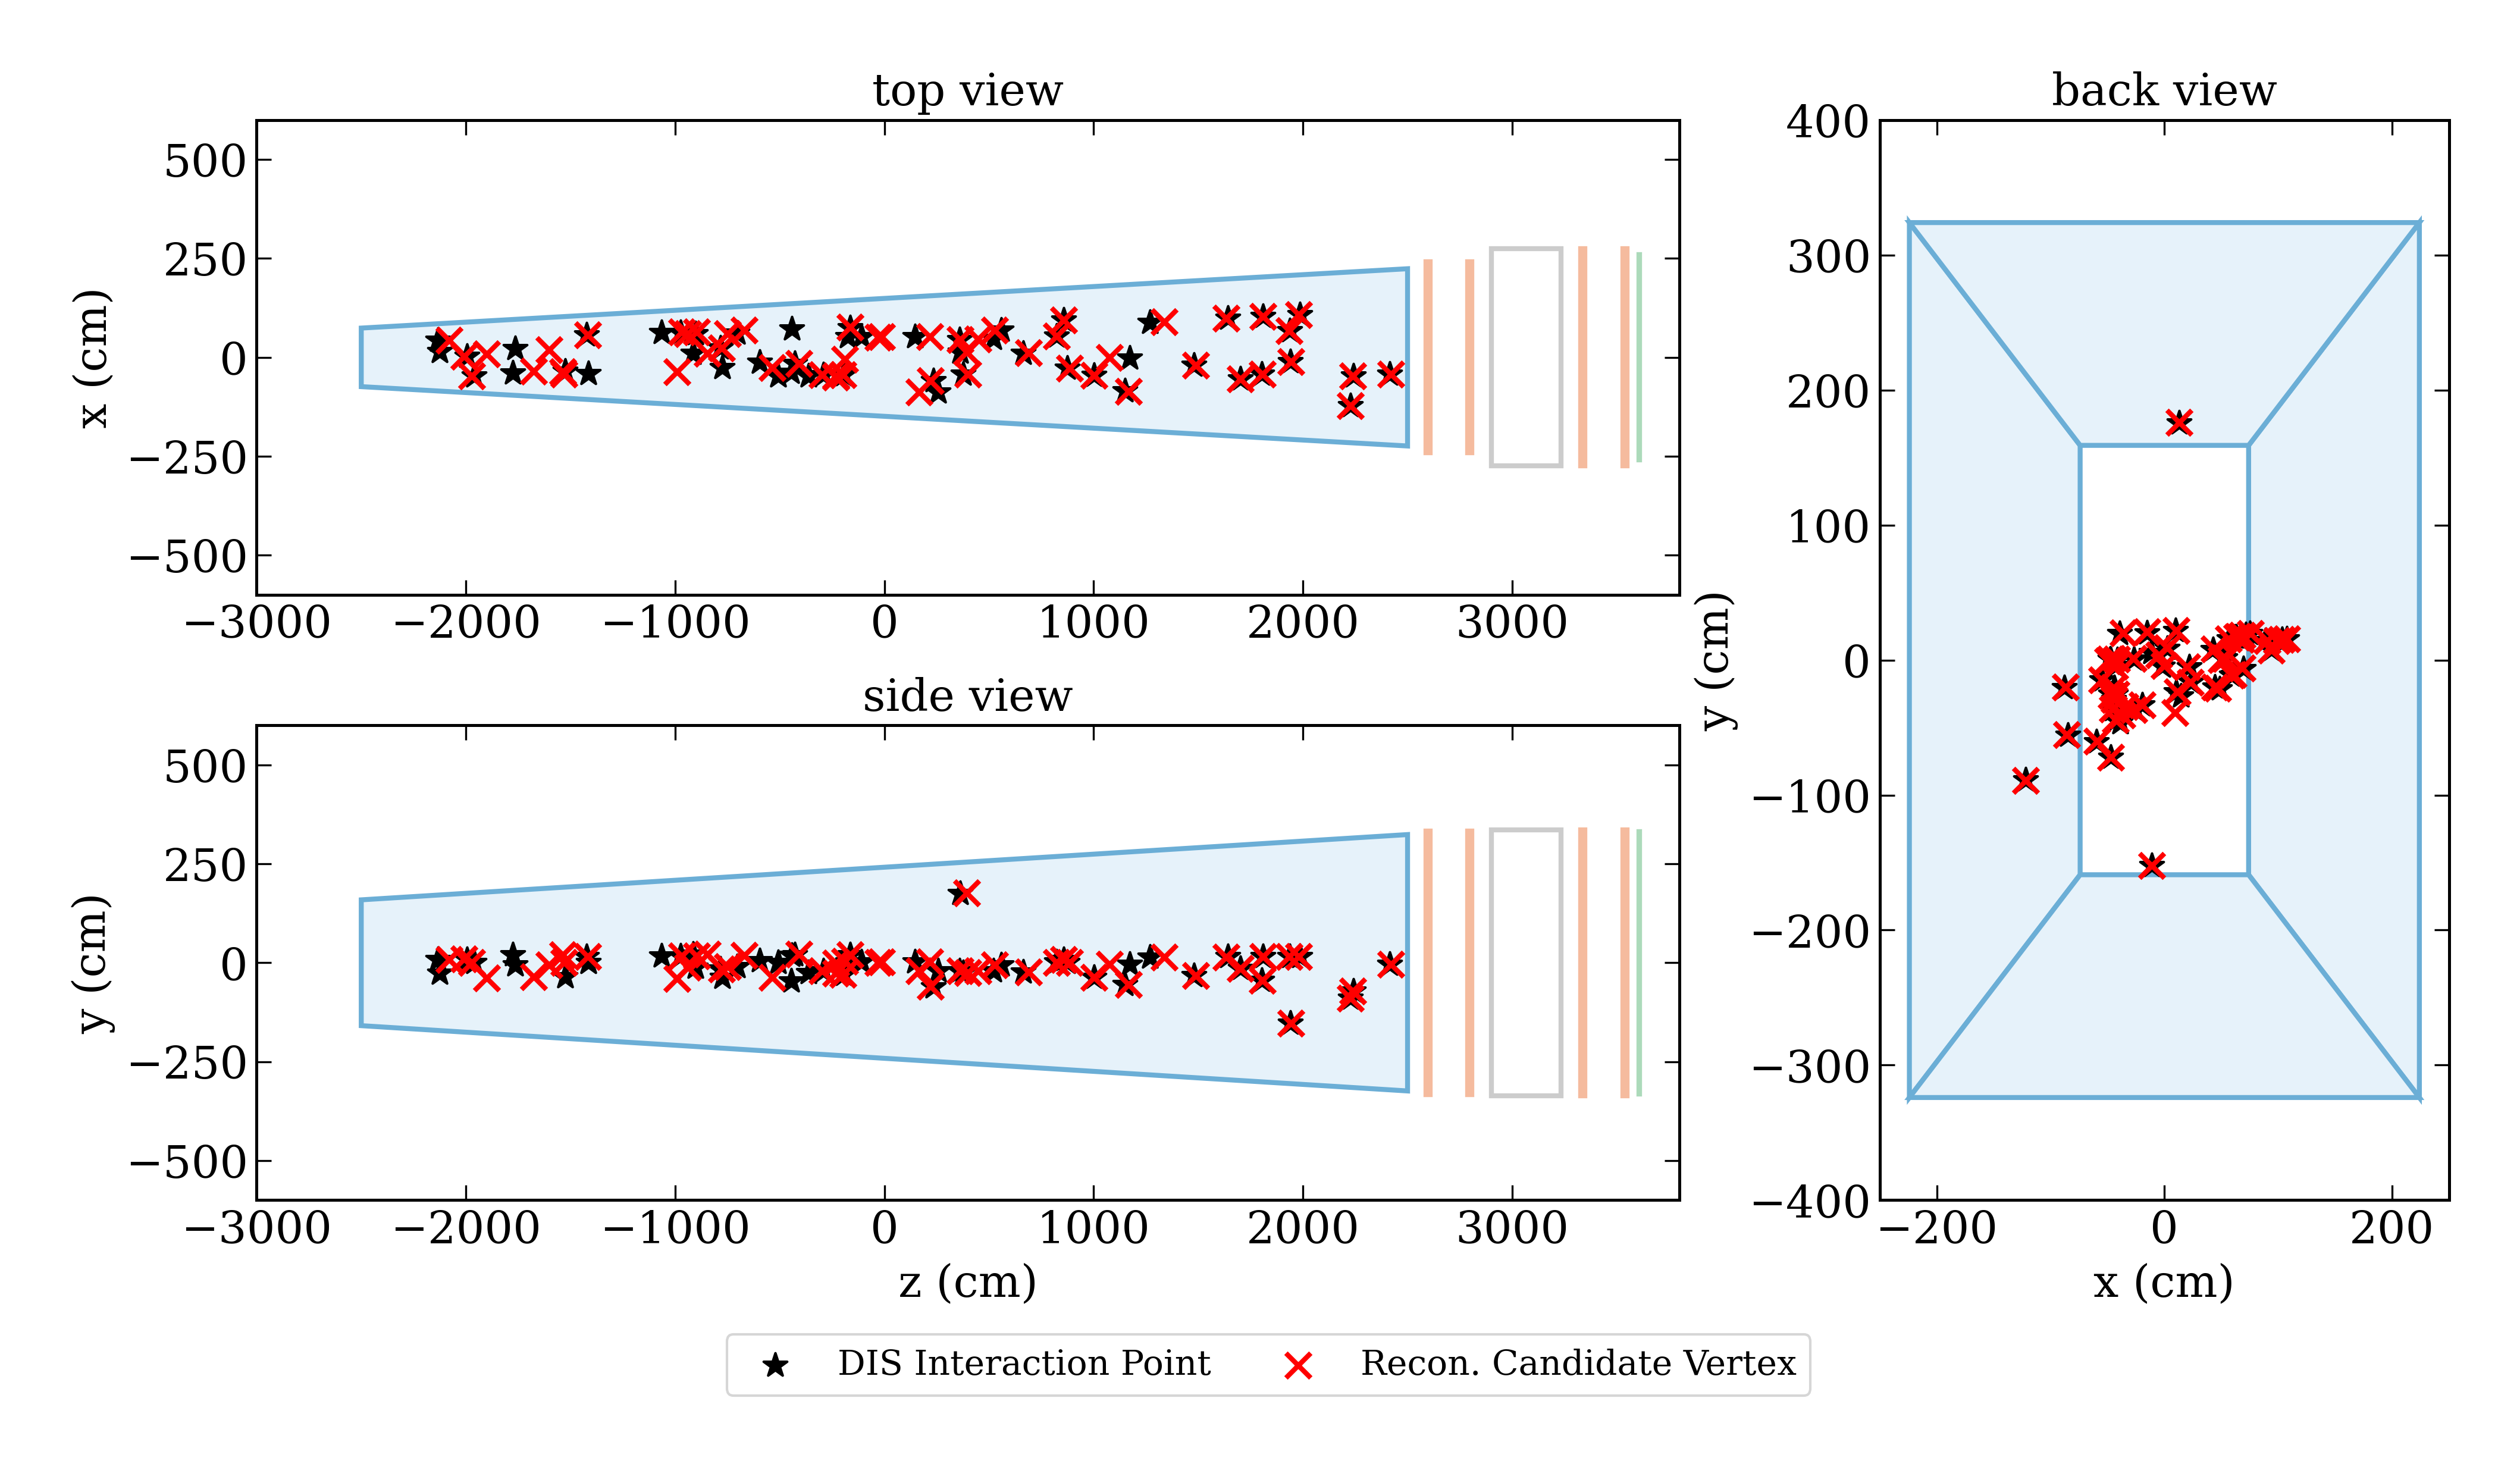 top view
x (cm)
500
250
0
−250
−500
−3000 −2000 −1000 0 1000 2000 3000
side view
y (cm)
500
250
0
−250
−500
−3000 −2000 −1000 0 1000 2000 3000
z (cm)
back view
y (cm)
400
300
200
100
0
−100
−200
−300
−400
−200 0 200
x (cm)
DIS Interaction Point Recon. Candidate Vertex